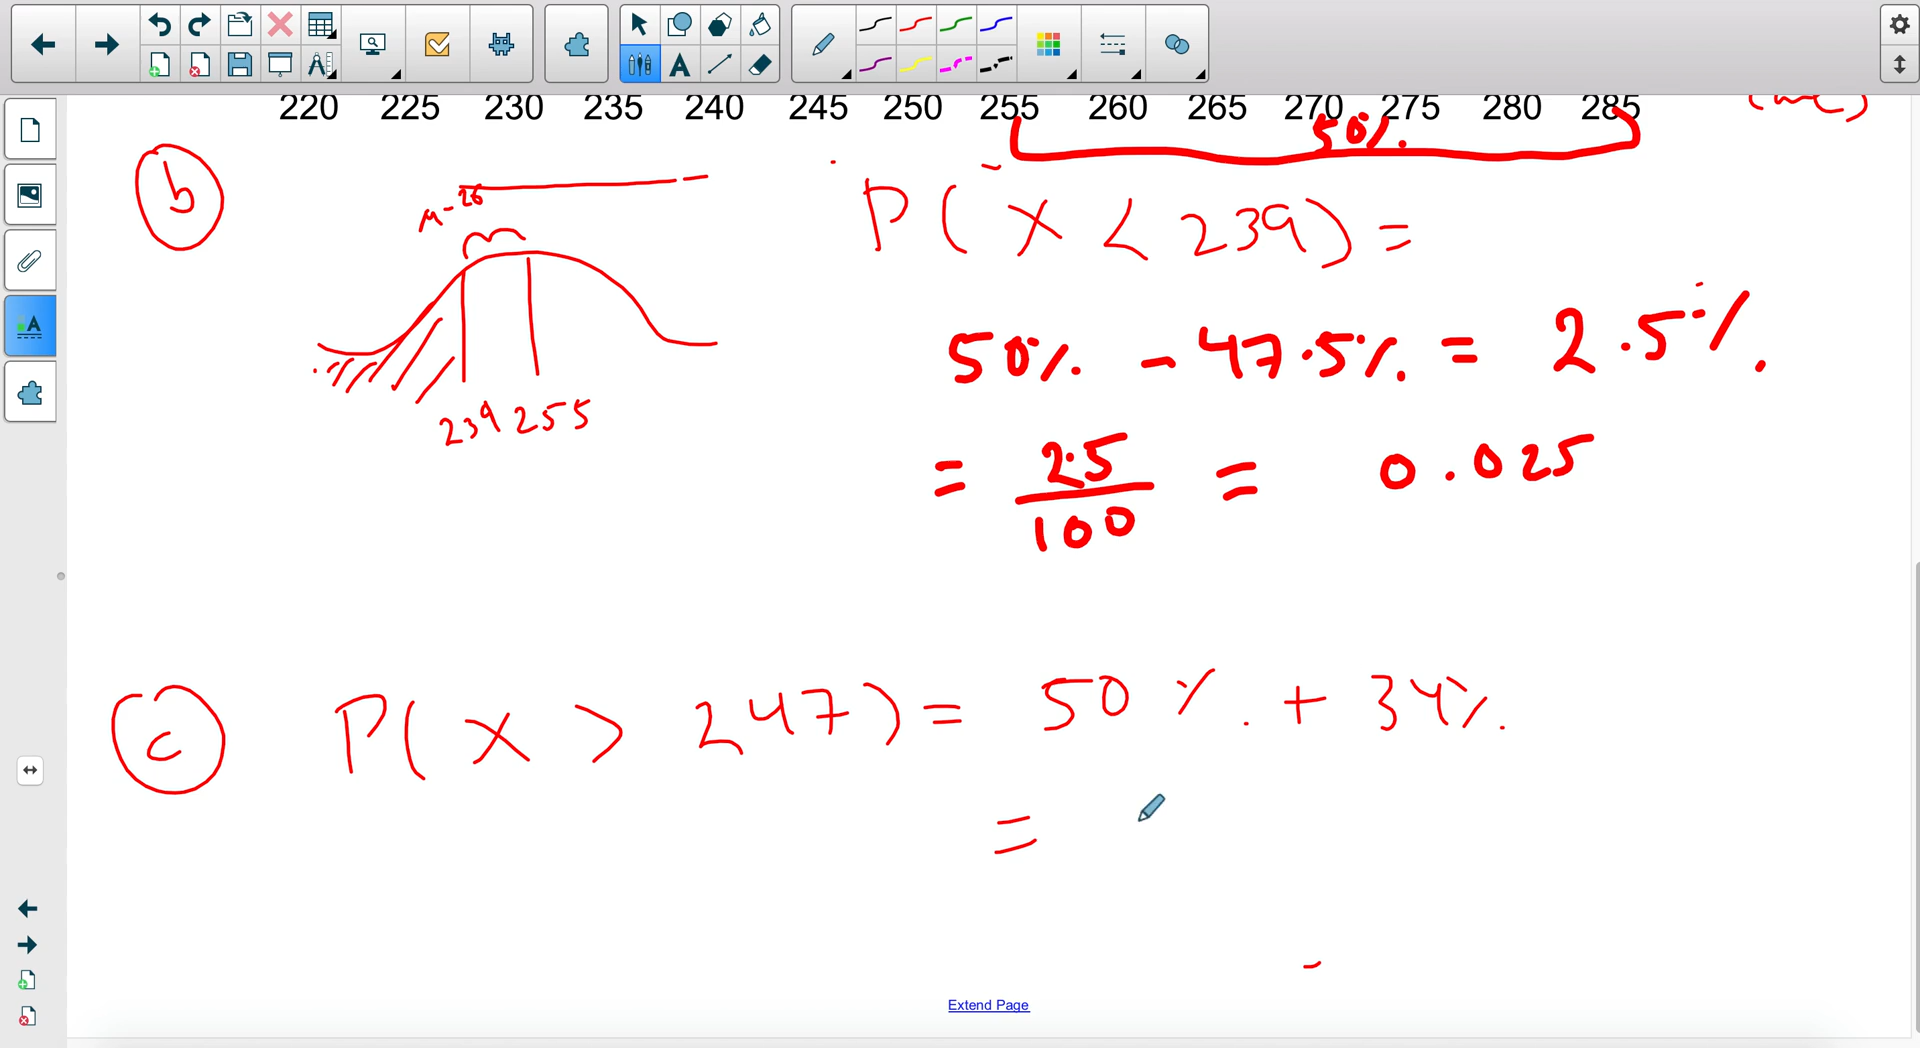 220 225 230 235 240 245 250 255 260 265 270 275 280 285 (mL)
50%.
b
μ-2σ
P( X < 239) =
50%. - 47.5%. = 2.5%.
239 255
= 2.5/100 = 0.025
c P( X > 247) = 50%. + 34%.
=
Extend Page